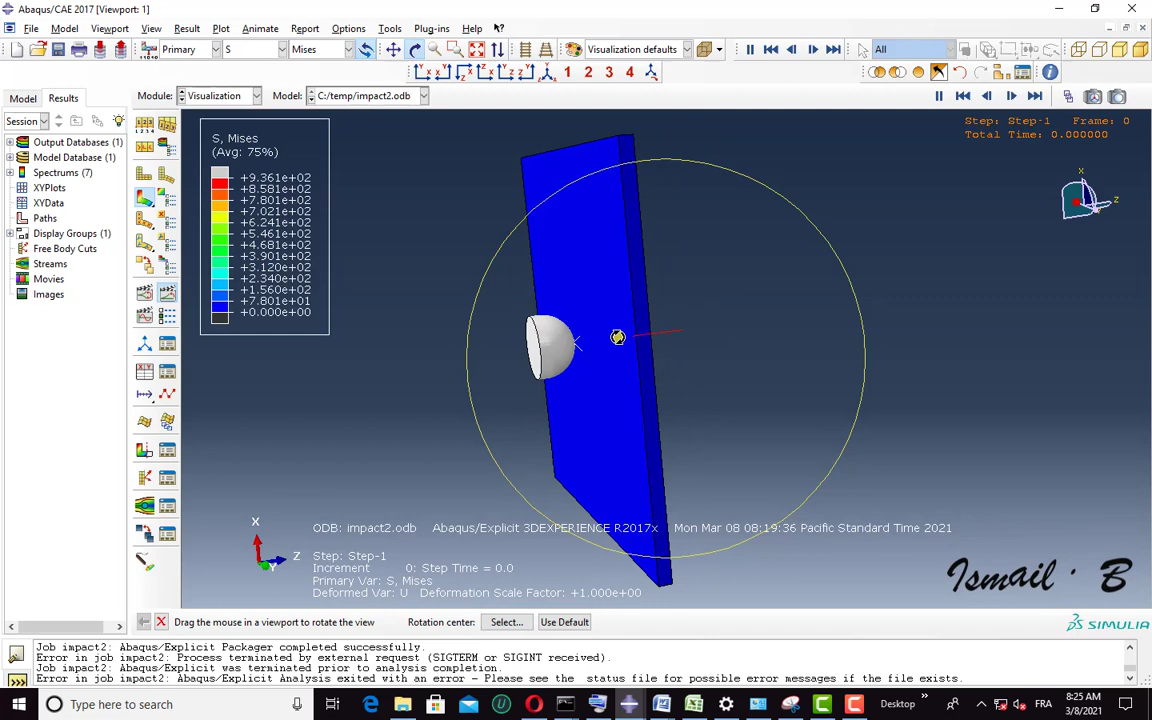 Abaqus/CAE 2017 [Viewport: 1]
File Model Viewport View Result Plot Animate Report Options Tools Plug-ins Help
Primary S Mises Visualization defaults All
1 2 3 4
Model Results Module: Visualization Model: C:/temp/impact2.odb
Session
Output Databases (1)
Model Database (1)
Spectrums (7)
XYPlots
XYData
Paths
Display Groups (1)
Free Body Cuts
Streams
Movies
Images
S, Mises
(Avg: 75%)
+9.361e+02
+8.581e+02
+7.801e+02
+7.021e+02
+6.241e+02
+5.461e+02
+4.681e+02
+3.901e+02
+3.120e+02
+2.340e+02
+1.560e+02
+7.801e+01
+0.000e+00
Step: Step-1 Frame: 0
Total Time: 0.000000
X
Z
X
Z
Y
ODB: impact2.odb Abaqus/Explicit 3DEXPERIENCE R2017x Mon Mar 08 08:19:36 Pacific Standard Time 2021
Step: Step-1
Increment 0: Step Time = 0.0
Primary Var: S, Mises
Deformed Var: U Deformation Scale Factor: +1.000e+00
Ismail · B
Drag the mouse in a viewport to rotate the view Rotation center: Select... Use Default
SIMULIA
Job impact2: Abaqus/Explicit Packager completed successfully.
Error in job impact2: Process terminated by external request (SIGTERM or SIGINT received).
Job impact2: Abaqus/Explicit was terminated prior to analysis completion.
Error in job impact2: Abaqus/Explicit Analysis exited with an error - Please see the status file for possible error messages if the file exists.
Type here to search
Desktop
FRA
8:25 AM
3/8/2021